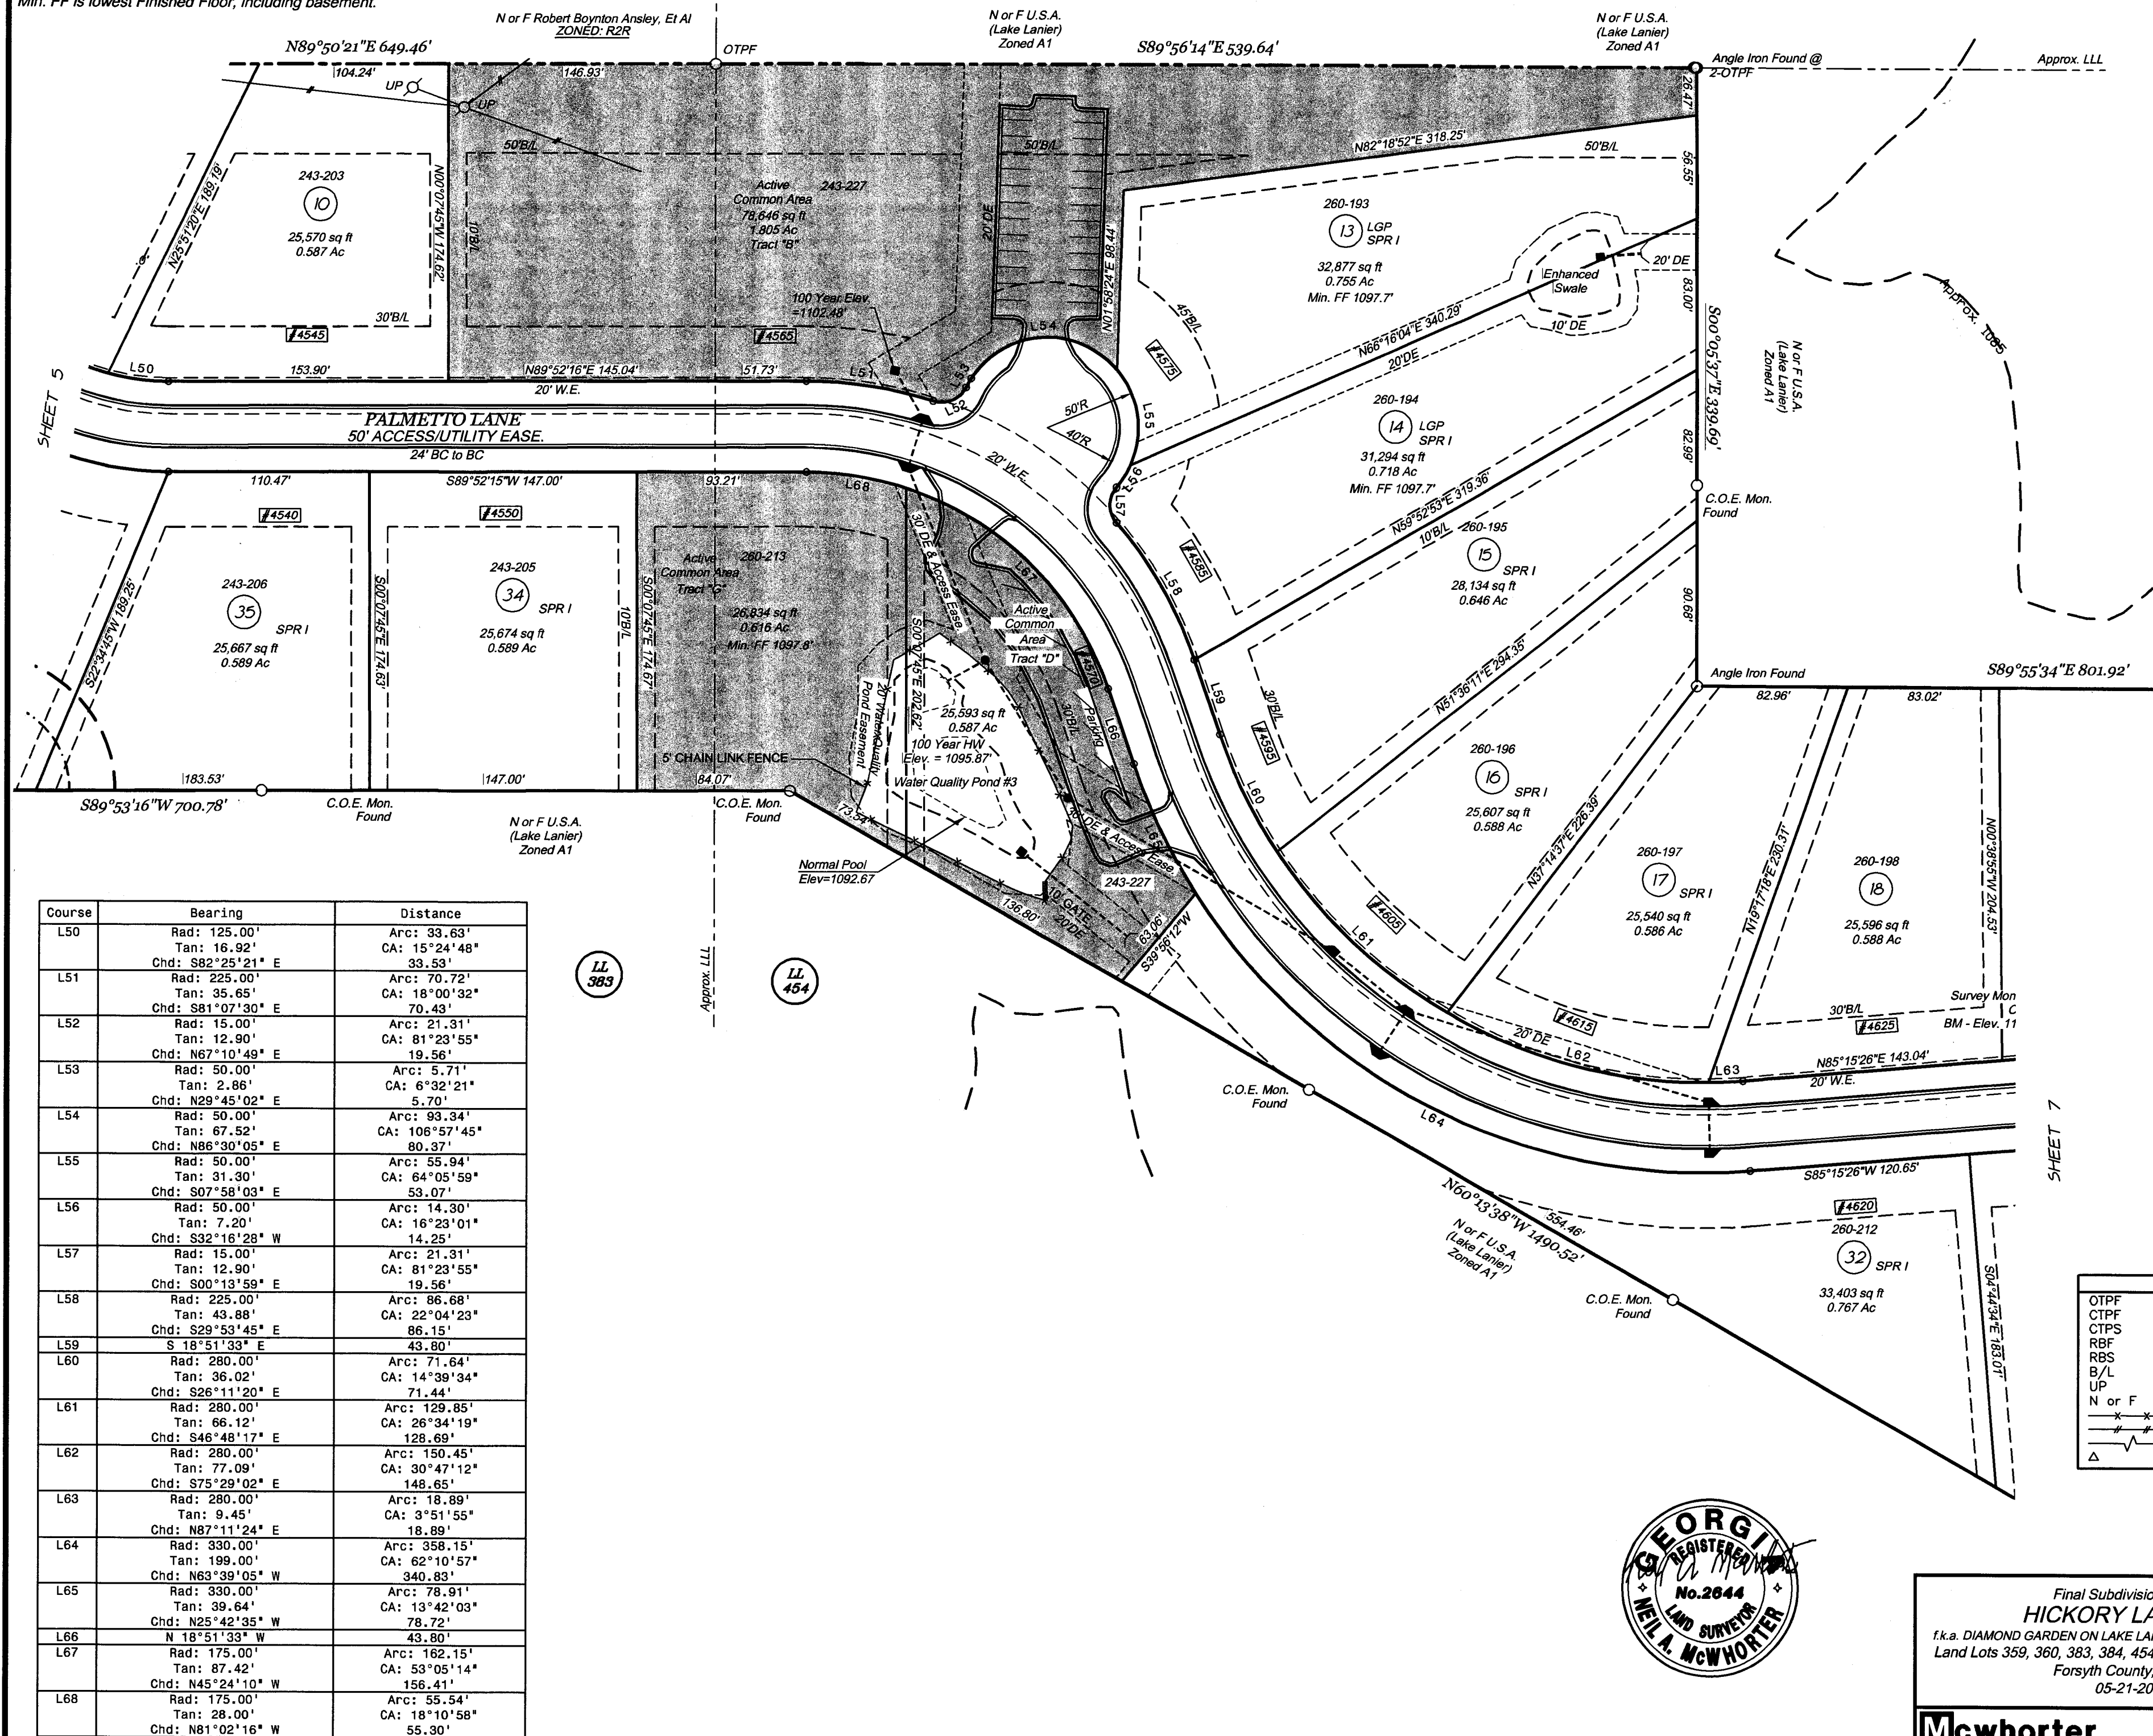 Min. FF is lowest Finished Floor, including basement.
N or F Robert Boynton Ansley, Et Al
ZONED: R2R
N or F U.S.A.
(Lake Lanier)
Zoned A1
N or F U.S.A.
(Lake Lanier)
Zoned A1
N89°50'21"E 649.46'
OTPF
S89°56'14"E 539.64'
Angle Iron Found @
2-OTPF
Approx. LLL
104.24'
146.93'
UP
UP
26.47'
50'B/L
50'B/L
N82°18'52"E 318.25'
50'B/L
56.55'
N25°51'20"E 189.19'
243-203
10
25,570 sq ft
0.587 Ac
N00°07'45"W 174.62'
10'B/L
30'B/L
#4545
Active
Common Area
243-227
78,646 sq ft
1.805 Ac
Tract "B"
20' DE
N01°58'24"E 98.44'
100 Year Elev.
=1102.48'
#4565
260-193
13
LGP
SPR I
32,877 sq ft
0.755 Ac
Min. FF 1097.7'
45'B/L
#4575
Enhanced
Swale
20' DE
10' DE
83.00'
N66°16'04"E 340.29'
20'DE
S00°05'37"E 339.69'
N or F U.S.A.
(Lake Lanier)
Zoned A1
Approx. 1085
SHEET 5
L50
153.90'
N89°52'16"E 145.04'
51.73'
L51
L52
L53
L54
20' W.E.
PALMETTO LANE
50' ACCESS/UTILITY EASE.
24' BC to BC
50'R
40'R
20' W.E.
L55
L56
L57
260-194
14
LGP
SPR I
31,294 sq ft
0.718 Ac
Min. FF 1097.7'
82.99'
C.O.E. Mon.
Found
N59°52'53"E 319.36'
10'B/L
#4585
L58
260-195
15
SPR I
28,134 sq ft
0.646 Ac
90.68'
110.47'
S89°52'15"W 147.00'
93.21'
L68
#4540
#4550
S22°34'45"W 189.25'
243-206
35
SPR I
25,667 sq ft
0.589 Ac
S00°07'45"E 174.63'
243-205
34
SPR I
25,674 sq ft
0.589 Ac
10'B/L
S00°07'45"E 174.67'
Active
Common Area
260-213
Tract "G"
26,834 sq ft
0.616 Ac
Min. FF 1097.8'
30' DE & Access Ease
L67
S00°07'45"E 202.62'
Active
Common
Area
Tract "D"
#4570
30'B/L
Parking
L66
20' Water Quality
Pond Easement
25,593 sq ft
0.587 Ac
100 Year HW
Elev. = 1095.87'
Water Quality Pond #3
5' CHAIN LINK FENCE
L59
30'B/L
#4595
N51°36'11"E 294.35'
Angle Iron Found
S89°55'34"E 801.92'
82.96'
83.02'
260-196
16
SPR I
25,607 sq ft
0.588 Ac
L60
183.53'
147.00'
84.07'
S89°53'16"W 700.78'
C.O.E. Mon.
Found
C.O.E. Mon.
Found
N or F U.S.A.
(Lake Lanier)
Zoned A1
73.54'
Normal Pool
Elev=1092.67
DE & Access Ease
L65
243-227
10' GATE
20'DE
136.80'
63.06'
S39°56'12"W
#4605
L61
N37°14'37"E 226.39'
260-197
17
SPR I
25,540 sq ft
0.586 Ac
N19°17'18"E 230.31'
260-198
18
25,596 sq ft
0.588 Ac
N00°38'55"W 204.53'
LL
383
Approx. LLL
LL
454
20' DE
#4615
L62
30'B/L
#4625
Survey Mon
C
BM - Elev. 11
L63
N85°15'26"E 143.04'
20' W.E.
C.O.E. Mon.
Found
L64
S85°15'26"W 120.65'
SHEET 7
N60°13'38"W 1490.52'
554.46'
N or F U.S.A.
(Lake Lanier)
Zoned A1
C.O.E. Mon.
Found
#4620
260-212
32
SPR I
33,403 sq ft
0.767 Ac
S04°44'34"E 183.01'
Course Bearing Distance
L50 Rad: 125.00' Arc: 33.63'
Tan: 16.92' CA: 15°24'48"
Chd: S82°25'21" E 33.53'
L51 Rad: 225.00' Arc: 70.72'
Tan: 35.65' CA: 18°00'32"
Chd: S81°07'30" E 70.43'
L52 Rad: 15.00' Arc: 21.31'
Tan: 12.90' CA: 81°23'55"
Chd: N67°10'49" E 19.56'
L53 Rad: 50.00' Arc: 5.71'
Tan: 2.86' CA: 6°32'21"
Chd: N29°45'02" E 5.70'
L54 Rad: 50.00' Arc: 93.34'
Tan: 67.52' CA: 106°57'45"
Chd: N86°30'05" E 80.37'
L55 Rad: 50.00' Arc: 55.94'
Tan: 31.30' CA: 64°05'59"
Chd: S07°58'03" E 53.07'
L56 Rad: 50.00' Arc: 14.30'
Tan: 7.20' CA: 16°23'01"
Chd: S32°16'28" W 14.25'
L57 Rad: 15.00' Arc: 21.31'
Tan: 12.90' CA: 81°23'55"
Chd: S00°13'59" E 19.56'
L58 Rad: 225.00' Arc: 86.68'
Tan: 43.88' CA: 22°04'23"
Chd: S29°53'45" E 86.15'
L59 S 18°51'33" E 43.80'
L60 Rad: 280.00' Arc: 71.64'
Tan: 36.02' CA: 14°39'34"
Chd: S26°11'20" E 71.44'
L61 Rad: 280.00' Arc: 129.85'
Tan: 66.12' CA: 26°34'19"
Chd: S46°48'17" E 128.69'
L62 Rad: 280.00' Arc: 150.45'
Tan: 77.09' CA: 30°47'12"
Chd: S75°29'02" E 148.65'
L63 Rad: 280.00' Arc: 18.89'
Tan: 9.45' CA: 3°51'55"
Chd: N87°11'24" E 18.89'
L64 Rad: 330.00' Arc: 358.15'
Tan: 199.00' CA: 62°10'57"
Chd: N63°39'05" W 340.83'
L65 Rad: 330.00' Arc: 78.91'
Tan: 39.64' CA: 13°42'03"
Chd: N25°42'35" W 78.72'
L66 N 18°51'33" W 43.80'
L67 Rad: 175.00' Arc: 162.15'
Tan: 87.42' CA: 53°05'14"
Chd: N45°24'10" W 156.41'
L68 Rad: 175.00' Arc: 55.54'
Tan: 28.00' CA: 18°10'58"
Chd: N81°02'16" W 55.30'
OTPF
CTPF
CTPS
RBF
RBS
B/L
UP
N or F
GEORGIA
REGISTERED
No.2644
LAND SURVEYOR
NEIL A. McWHORTER
Final Subdivisio
HICKORY LA
f.k.a. DIAMOND GARDEN ON LAKE LA
Land Lots 359, 360, 383, 384, 454
Forsyth County,
05-21-20
Mcwhorter